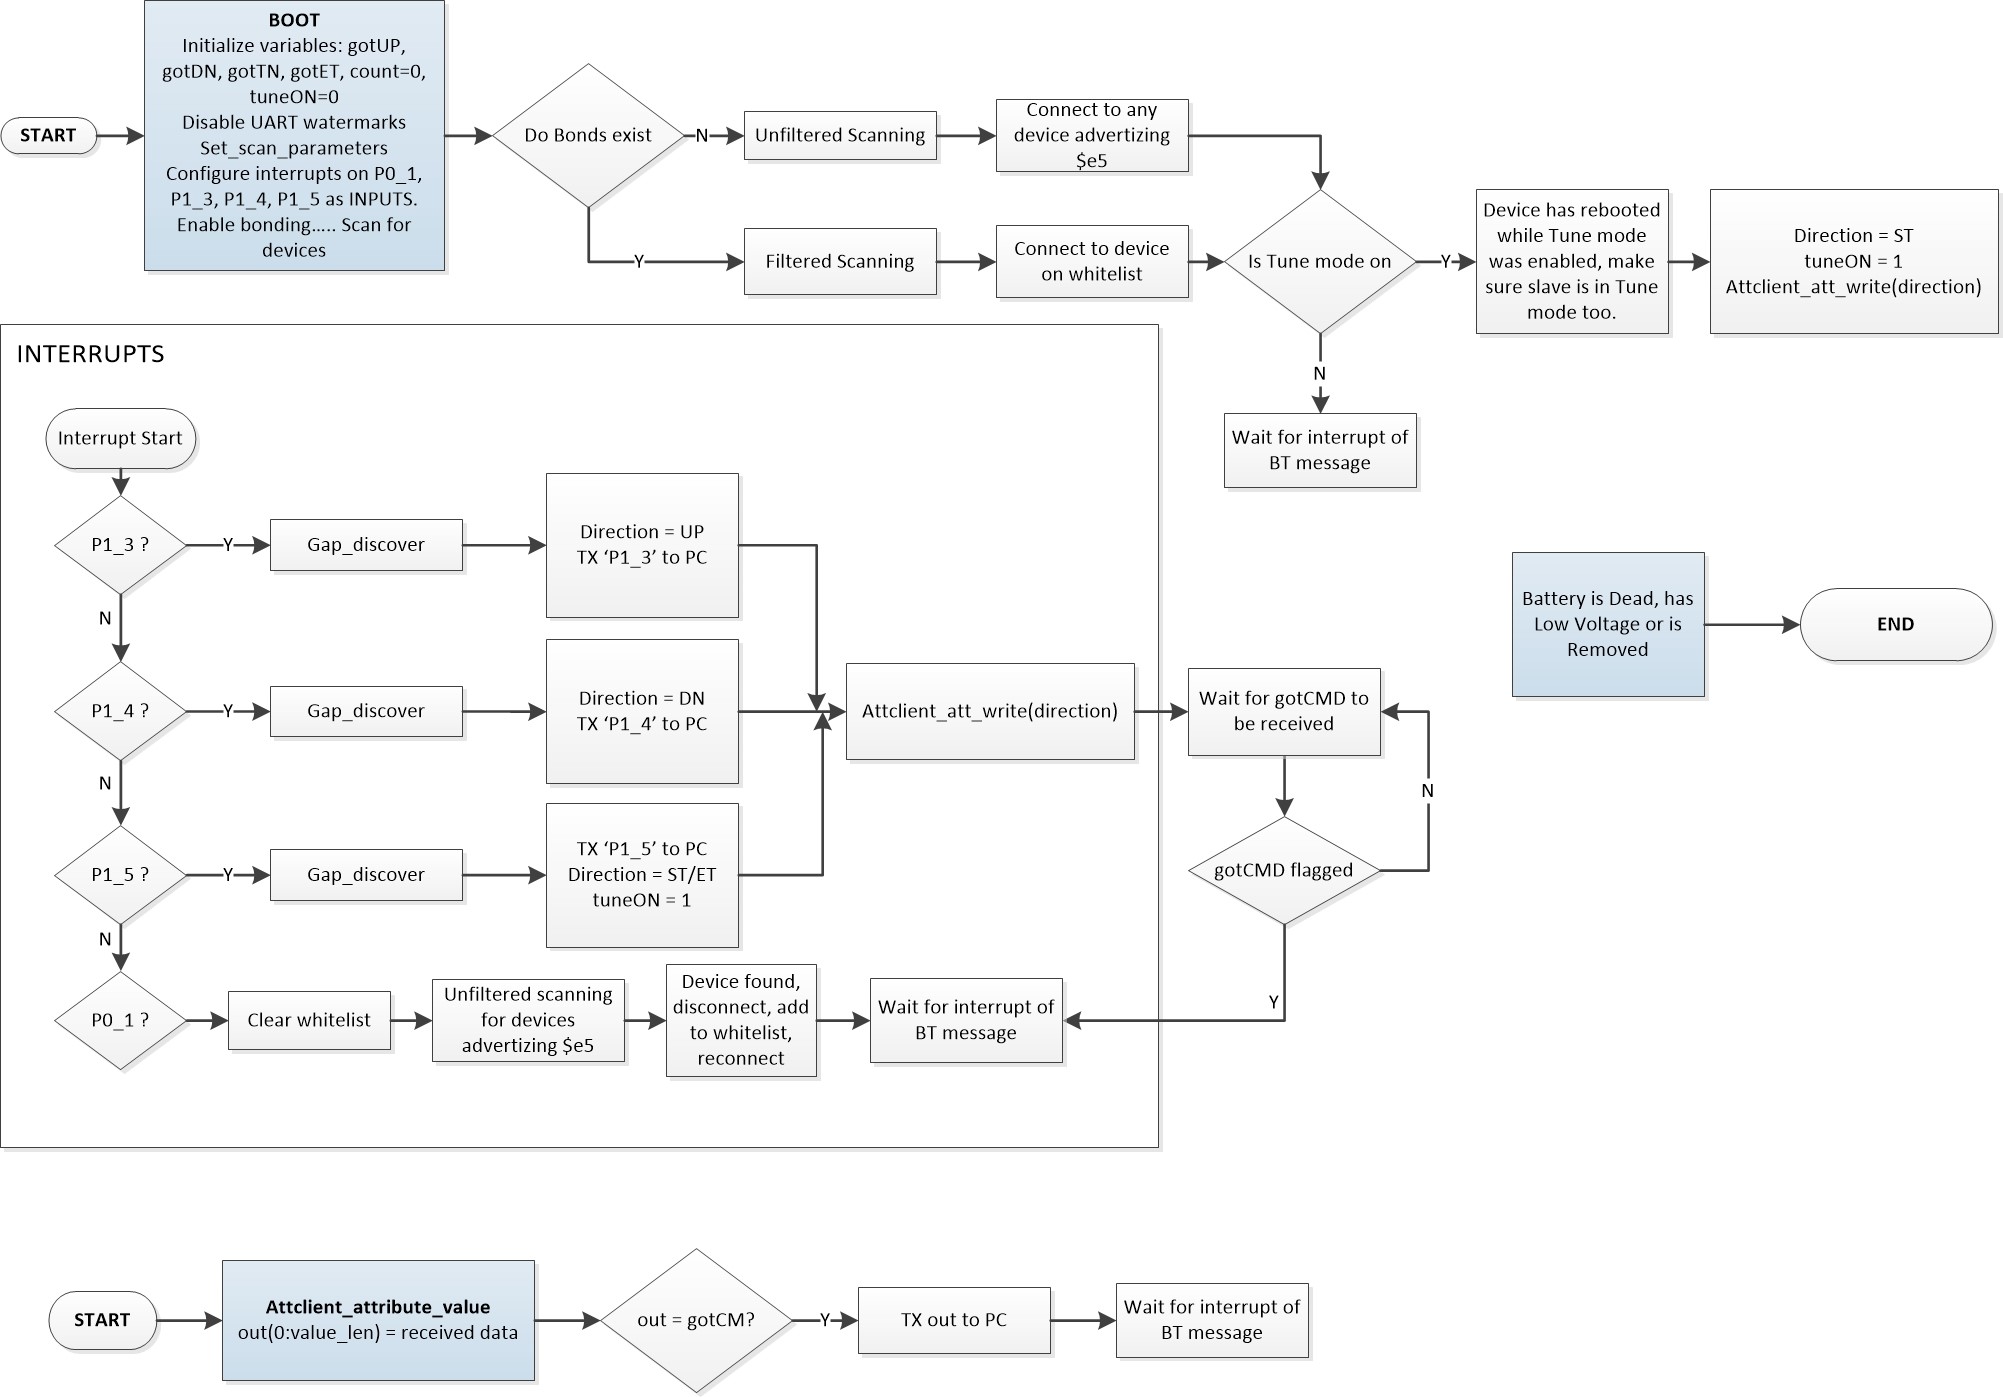 START
BOOT
Initialize variables: gotUP,
gotDN, gotTN, gotET, count=0,
tuneON=0
Disable UART watermarks
Set_scan_parameters
Configure interrupts on P0_1,
P1_3, P1_4, P1_5 as INPUTS.
Enable bonding..... Scan for
devices
Do Bonds exist
N
Unfiltered Scanning
Connect to any
device advertizing
$e5
Y
Filtered Scanning
Connect to device
on whitelist
Is Tune mode on
Y
Device has rebooted
while Tune mode
was enabled, make
sure slave is in Tune
mode too.
Direction = ST
tuneON = 1
Attclient_att_write(direction)
N
Wait for interrupt of
BT message
INTERRUPTS
Interrupt Start
P1_3 ?
Y
Gap_discover
Direction = UP
TX ‘P1_3’ to PC
N
P1_4 ?
Y
Gap_discover
Direction = DN
TX ‘P1_4’ to PC
Attclient_att_write(direction)
Wait for gotCMD to
be received
N
gotCMD flagged
Y
N
P1_5 ?
Y
Gap_discover
TX ‘P1_5’ to PC
Direction = ST/ET
tuneON = 1
N
P0_1 ?
Clear whitelist
Unfiltered scanning
for devices
advertizing $e5
Device found,
disconnect, add
to whitelist,
reconnect
Wait for interrupt of
BT message
Battery is Dead, has
Low Voltage or is
Removed
END
START
Attclient_attribute_value
out(0:value_len) = received data
out = gotCM?
Y
TX out to PC
Wait for interrupt of
BT message